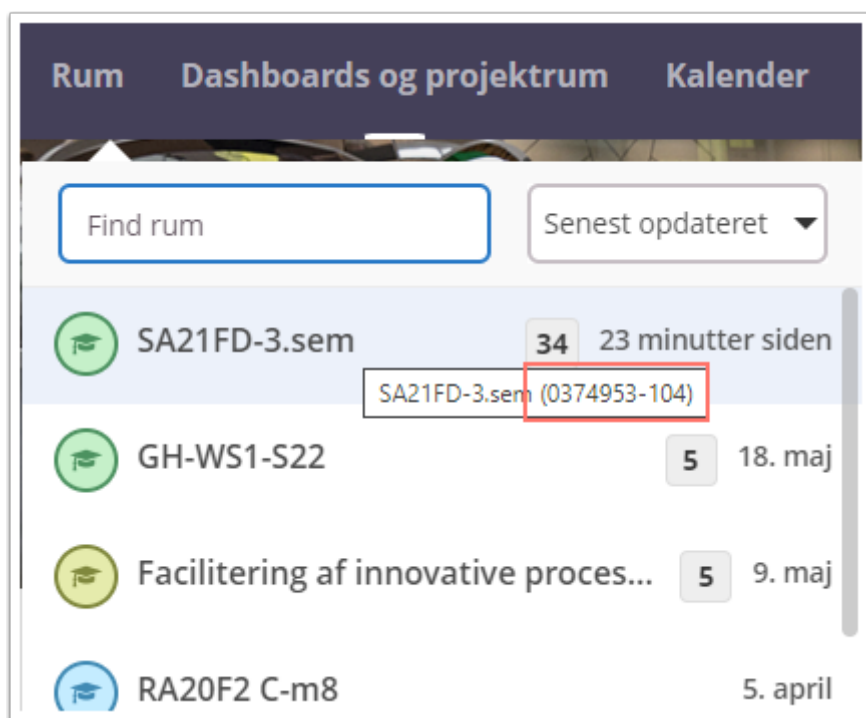 Rum Dashboards og projektrum Kalender
Find rum Senest opdateret
SA21FD-3.sem 34 23 minutter siden
SA21FD-3.sem (0374953-104)
GH-WS1-S22 5 18. maj
Facilitering af innovative proces... 5 9. maj
RA20F2 C-m8 5. april